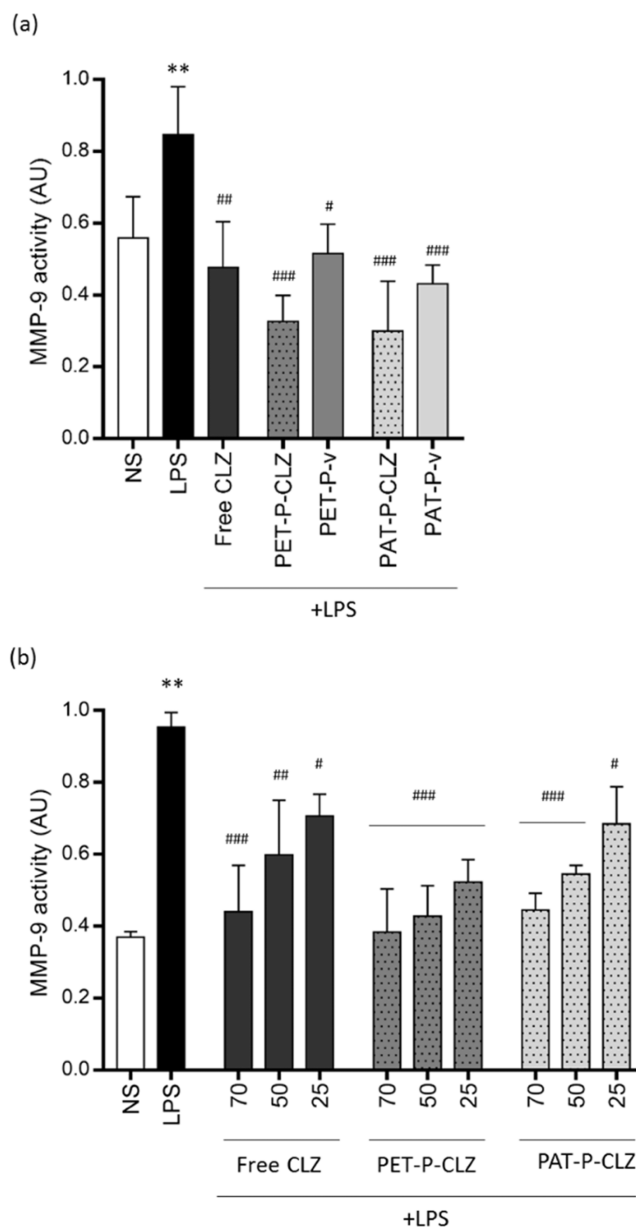 (a)
**
1.0
0.8
0.6
0.4
0.2
0.0
MMP-9 activity (AU)
##
###
#
###
###
NS
LPS
Free CLZ
PET-P-CLZ
PET-P-v
PAT-P-CLZ
PAT-P-v
+LPS
(b)
**
1.0
0.8
0.6
0.4
0.2
0.0
MMP-9 activity (AU)
###
##
#
###
###
#
NS
LPS
70
50
25
70
50
25
70
50
25
Free CLZ
PET-P-CLZ
PAT-P-CLZ
+LPS